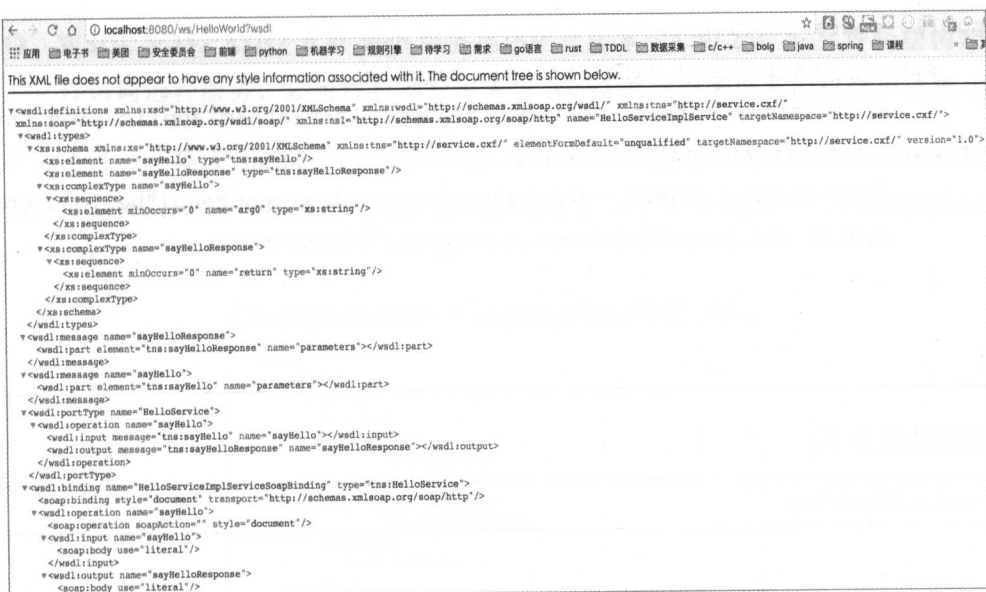 localhost:8080/ws/HelloWorld?wsdl
应用 电子书 美团 安全委员会 前端 python 机器学习 规则引擎 待学习 需求 go语言 rust TDDL 数据采集 c/c++ bolg java spring 课程 »
This XML file does not appear to have any style information associated with it. The document tree is shown below.
▼<wsdl:definitions xmlns:xsd="http://www.w3.org/2001/XMLSchema" xmlns:wsdl="http://schemas.xmlsoap.org/wsdl/" xmlns:tns="http://service.cxf/"
xmlns:soap="http://schemas.xmlsoap.org/wsdl/soap/" xmlns:ns1="http://schemas.xmlsoap.org/soap/http" name="HelloServiceImplService" targetNamespace="http://service.cxf/">
▼<wsdl:types>
▼<xs:schema xmlns:xs="http://www.w3.org/2001/XMLSchema" xmlns:tns="http://service.cxf/" elementFormDefault="unqualified" targetNamespace="http://service.cxf/" version="1.0">
<xs:element name="sayHello" type="tns:sayHello"/>
<xs:element name="sayHelloResponse" type="tns:sayHelloResponse"/>
▼<xs:complexType name="sayHello">
▼<xs:sequence>
<xs:element minOccurs="0" name="arg0" type="xs:string"/>
</xs:sequence>
</xs:complexType>
▼<xs:complexType name="sayHelloResponse">
▼<xs:sequence>
<xs:element minOccurs="0" name="return" type="xs:string"/>
</xs:sequence>
</xs:complexType>
</xs:schema>
</wsdl:types>
▼<wsdl:message name="sayHelloResponse">
<wsdl:part element="tns:sayHelloResponse" name="parameters"></wsdl:part>
</wsdl:message>
▼<wsdl:message name="sayHello">
<wsdl:part element="tns:sayHello" name="parameters"></wsdl:part>
</wsdl:message>
▼<wsdl:portType name="HelloService">
▼<wsdl:operation name="sayHello">
<wsdl:input message="tns:sayHello" name="sayHello"></wsdl:input>
<wsdl:output message="tns:sayHelloResponse" name="sayHelloResponse"></wsdl:output>
</wsdl:operation>
</wsdl:portType>
▼<wsdl:binding name="HelloServiceImplServiceSoapBinding" type="tns:HelloService">
<soap:binding style="document" transport="http://schemas.xmlsoap.org/soap/http"/>
▼<wsdl:operation name="sayHello">
<soap:operation soapAction="" style="document"/>
▼<wsdl:input name="sayHello">
<soap:body use="literal"/>
</wsdl:input>
▼<wsdl:output name="sayHelloResponse">
<soap:body use="literal"/>